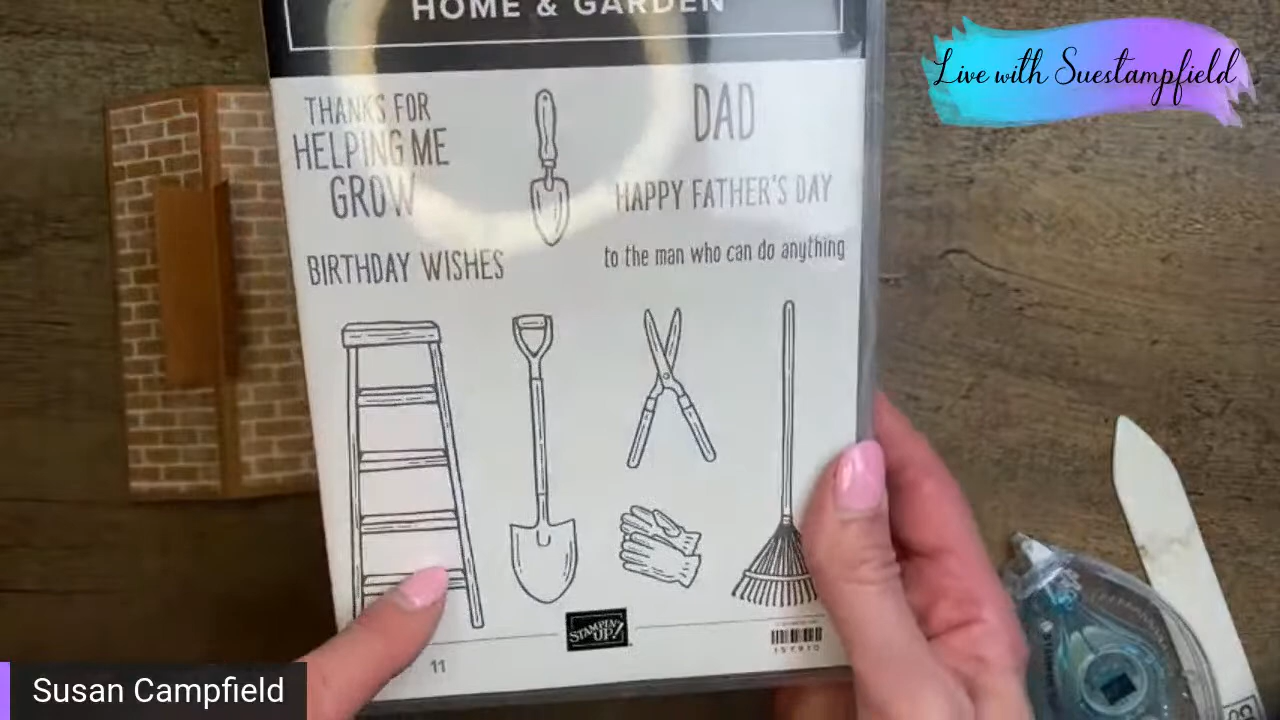 HOME & GARDEN
Live with Suestampfield
THANKS FOR
HELPING ME
GROW
DAD
HAPPY FATHER'S DAY
to the man who can do anything
BIRTHDAY WISHES
STAMPIN'
UP!
11
Susan Campfield